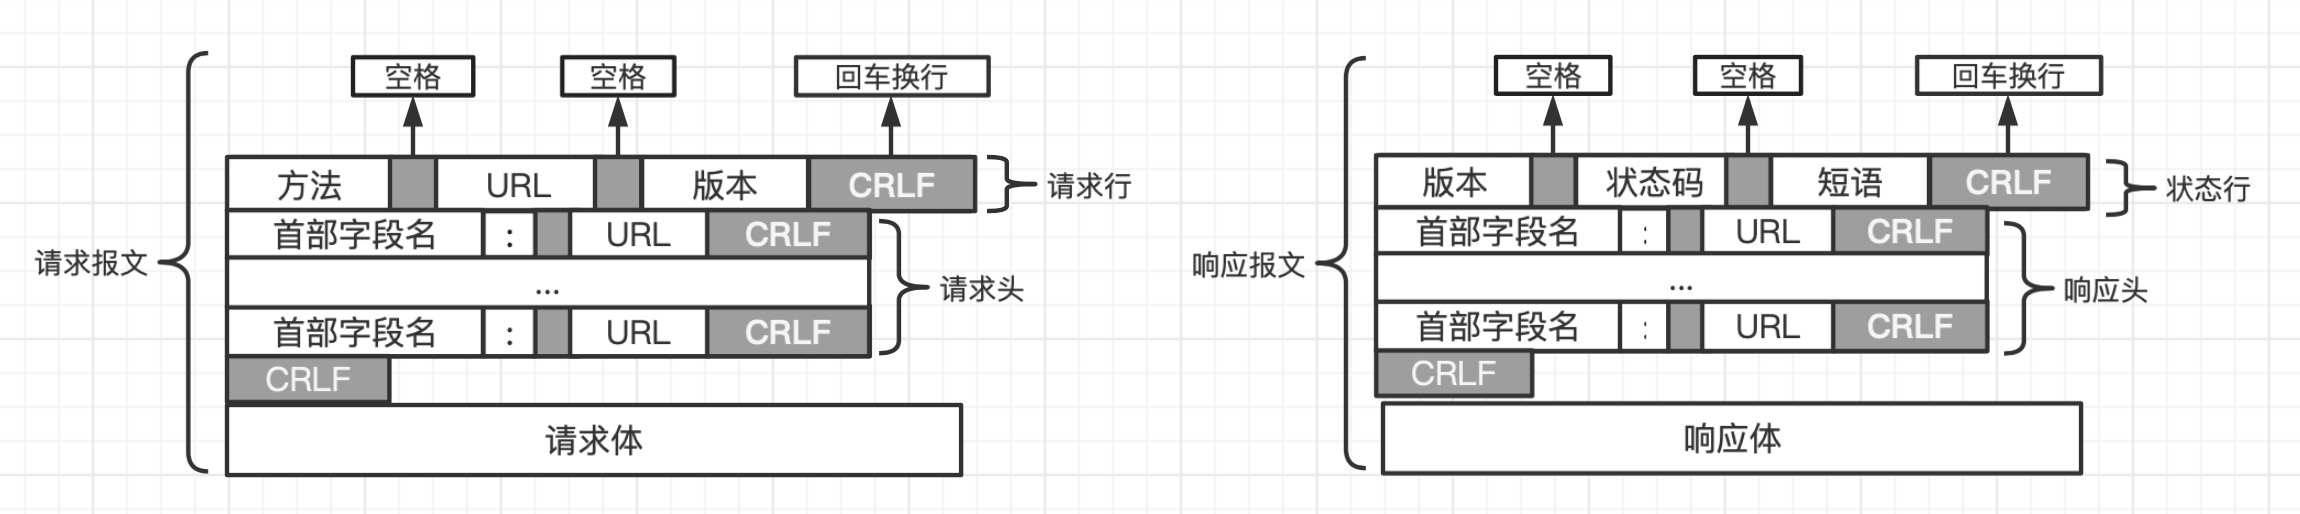 空格 空格 回车换行
方法 URL 版本 CRLF 请求行
首部字段名 : URL CRLF
请求报文
... 请求头
首部字段名 : URL CRLF
CRLF
请求体
空格 空格 回车换行
版本 状态码 短语 CRLF 状态行
首部字段名 : URL CRLF
响应报文
... 响应头
首部字段名 : URL CRLF
CRLF
响应体